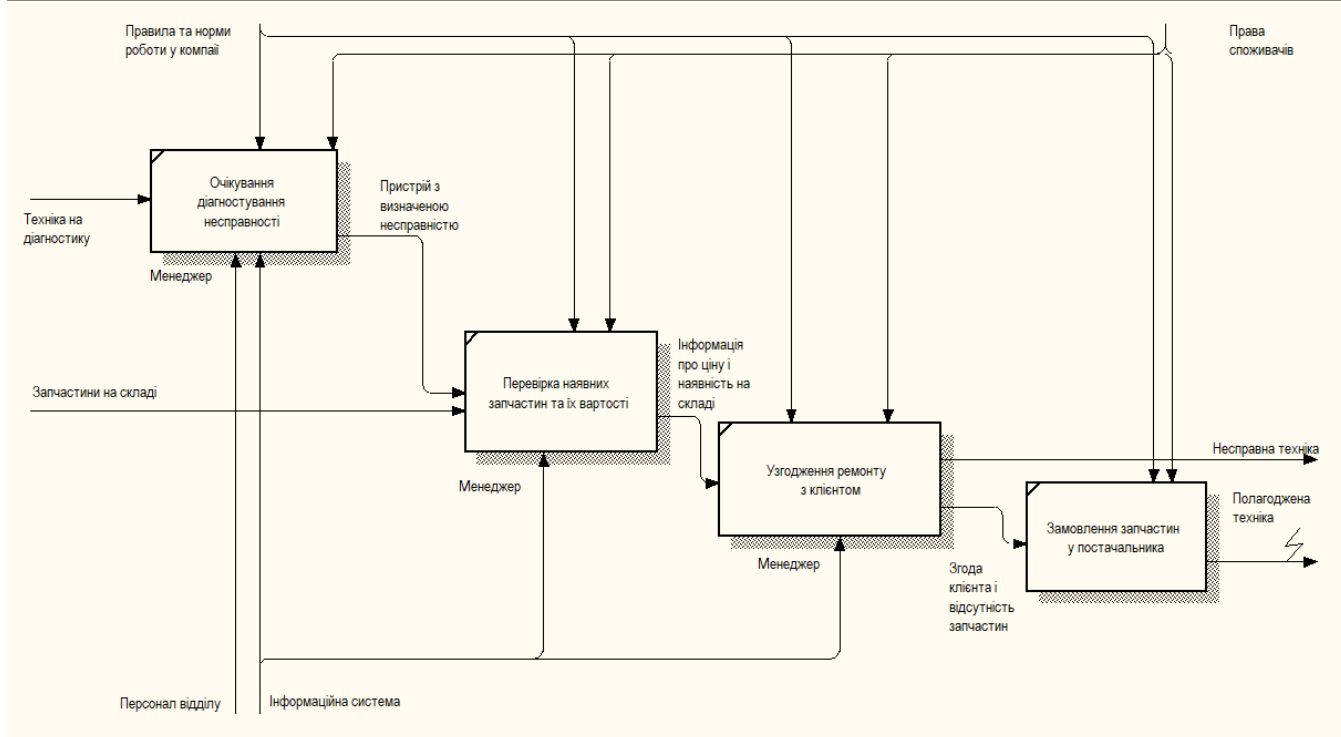 Правила та норми
роботи у компаії
Права
споживачів
Очікування
діагностування
несправності
Пристрій з
визначеною
несправністю
Техніка на
діагностику
Менеджер
Запчастини на складі
Перевірка наявних
запчастин та їх вартості
Інформація
про ціну і
наявність на
складі
Менеджер
Узгодження ремонту
з клієнтом
Несправна техніка
Менеджер
Замовлення запчастин
у постачальника
Полагоджена
техніка
Згода
клієнта і
відсутність
запчастин
Персонал відділу
Інформаційна система